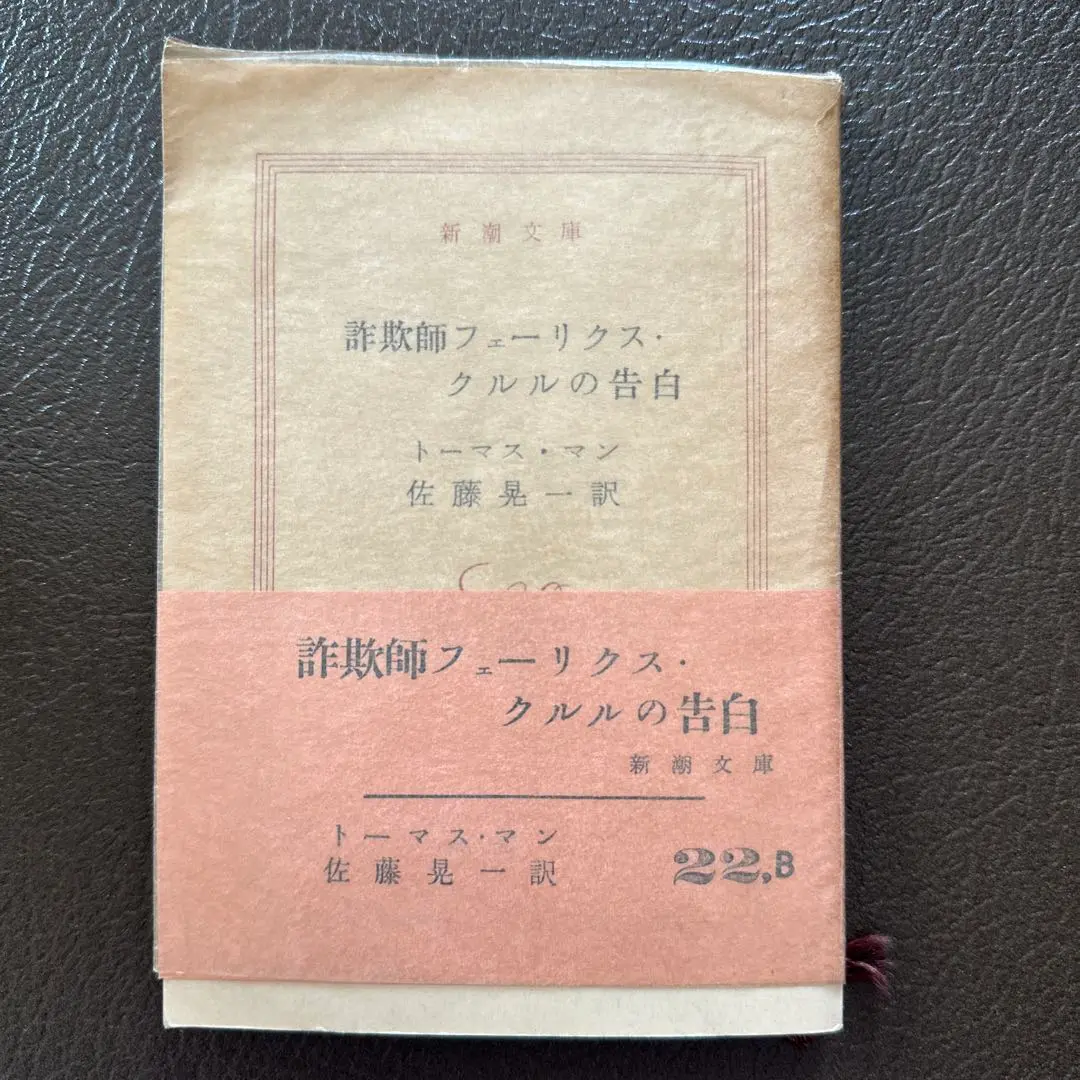 新潮文庫
詐欺師フェーリクス・
クルルの告白
トーマス・マン
佐藤晃一訳
詐欺師フェーリクス・
クルルの告白
新潮文庫
トーマス・マン
佐藤晃一訳
22,B